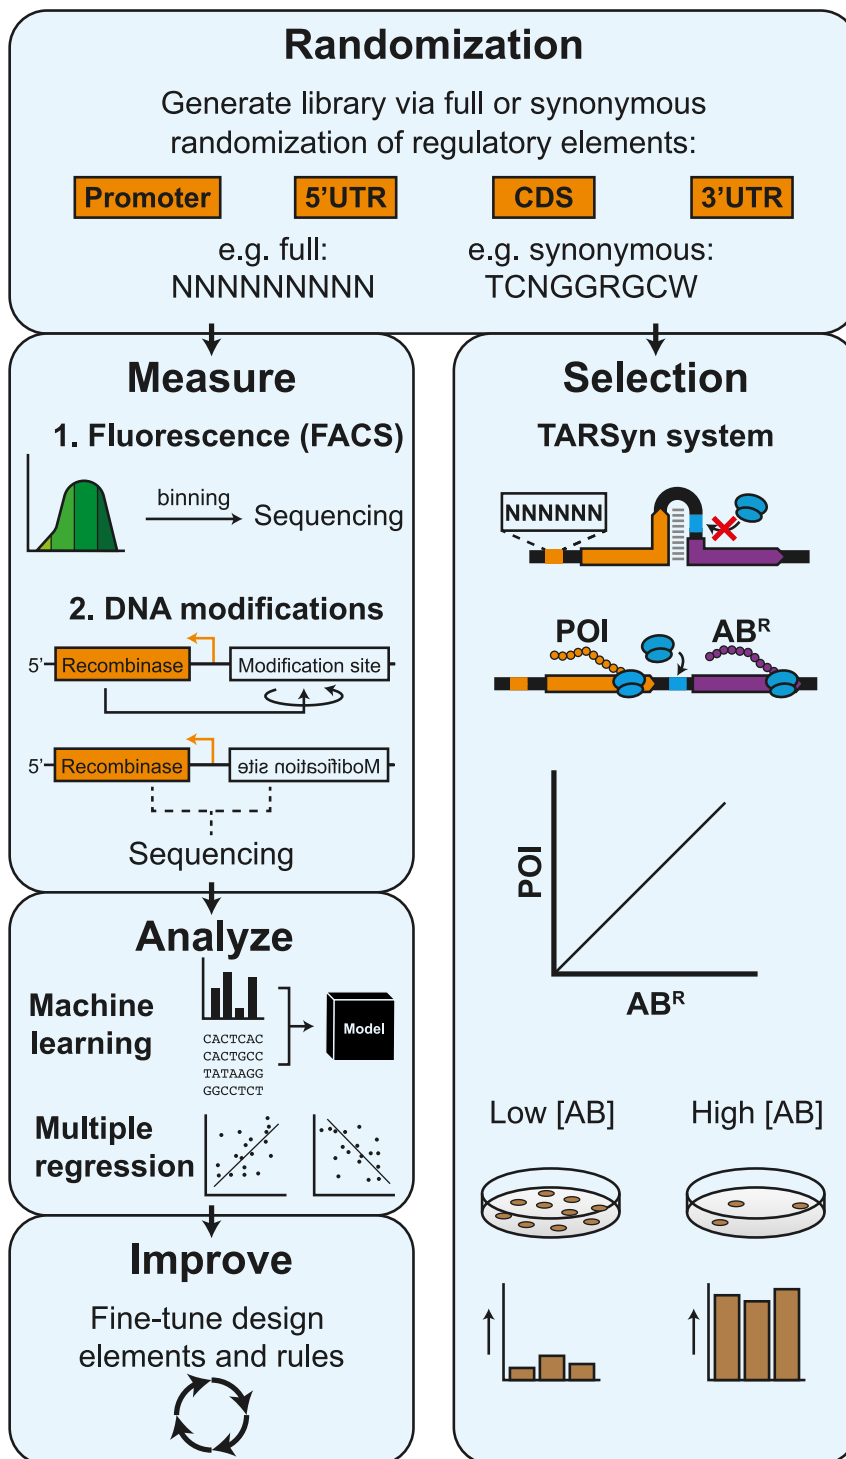 Randomization
Generate library via full or synonymous
randomization of regulatory elements:
Promoter
5'UTR
CDS
3'UTR
e.g. full:
NNNNNNNNN
e.g. synonymous:
TCNGGRGCW
Measure
1. Fluorescence (FACS)
binning
Sequencing
2. DNA modifications
5'
Recombinase
Modification site
5'
Recombinase
Modification site
Sequencing
Analyze
Machine
learning
CACTCAC
CACTGCC
TATAAGG
GGCCTCT
Model
Multiple
regression
Improve
Fine-tune design
elements and rules
Selection
TARSyn system
NNNNNN
POI
ABᴿ
POI
ABᴿ
Low [AB]
High [AB]